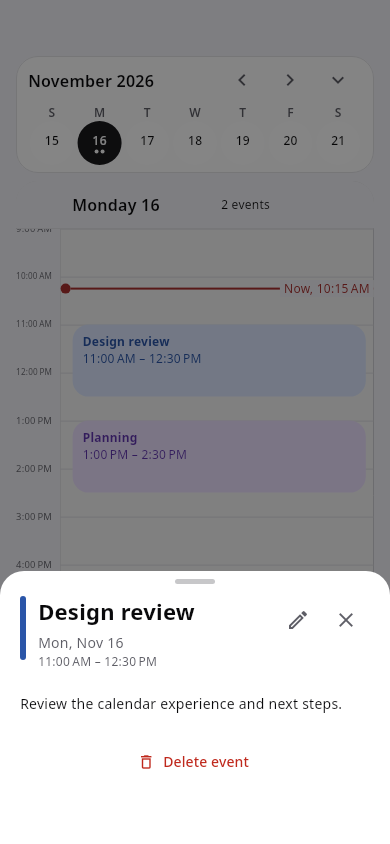 November 2026
S M T W T F S
15 16 17 18 19 20 21
Monday 16 2 events
9:00 AM
10:00 AM
Now, 10:15 AM
11:00 AM
Design review
11:00 AM – 12:30 PM
12:00 PM
1:00 PM
Planning
1:00 PM – 2:30 PM
2:00 PM
3:00 PM
4:00 PM
Design review
Mon, Nov 16
11:00 AM – 12:30 PM
Review the calendar experience and next steps.
Delete event